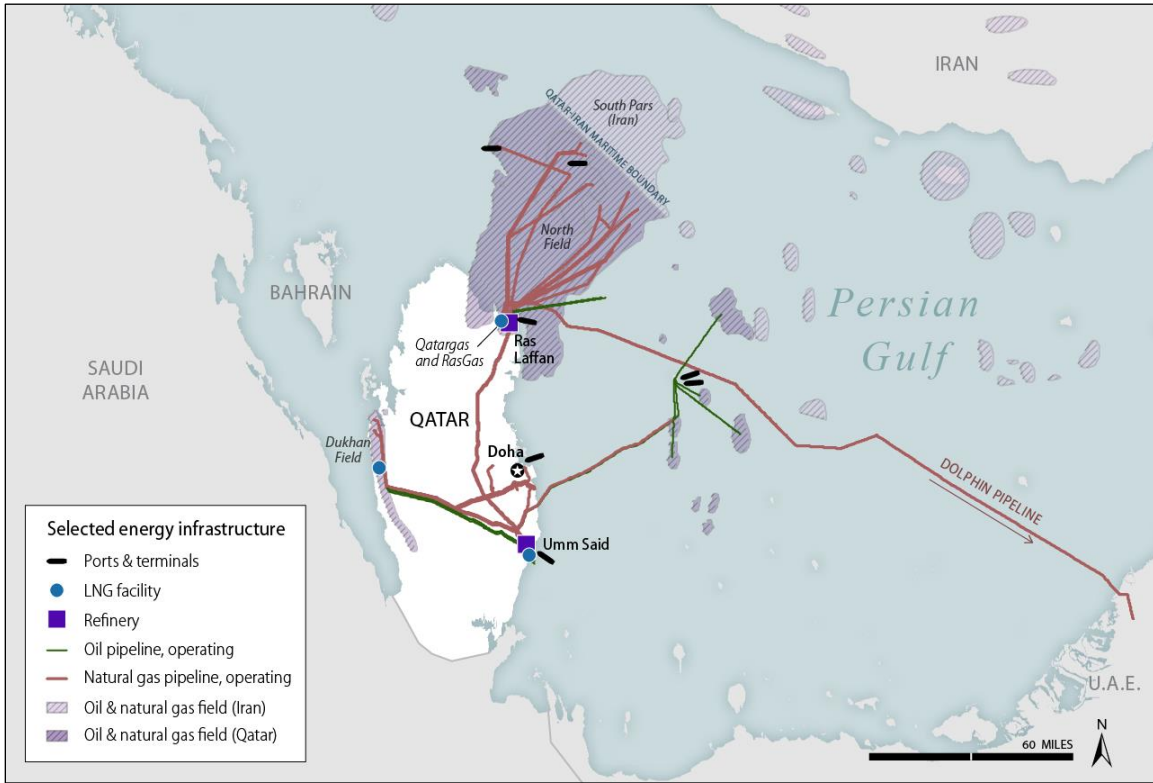 IRAN
South Pars
(Iran)
QATAR-IRAN MARITIME BOUNDARY
North
Field
BAHRAIN
Persian
Gulf
Qatargas
and RasGas
Ras
Laffan
SAUDI
ARABIA
QATAR
Dukhan
Field
Doha
DOLPHIN PIPELINE
Umm Said
U.A.E.
Selected energy infrastructure
Ports & terminals
LNG facility
Refinery
Oil pipeline, operating
Natural gas pipeline, operating
Oil & natural gas field (Iran)
Oil & natural gas field (Qatar)
N
60 MILES